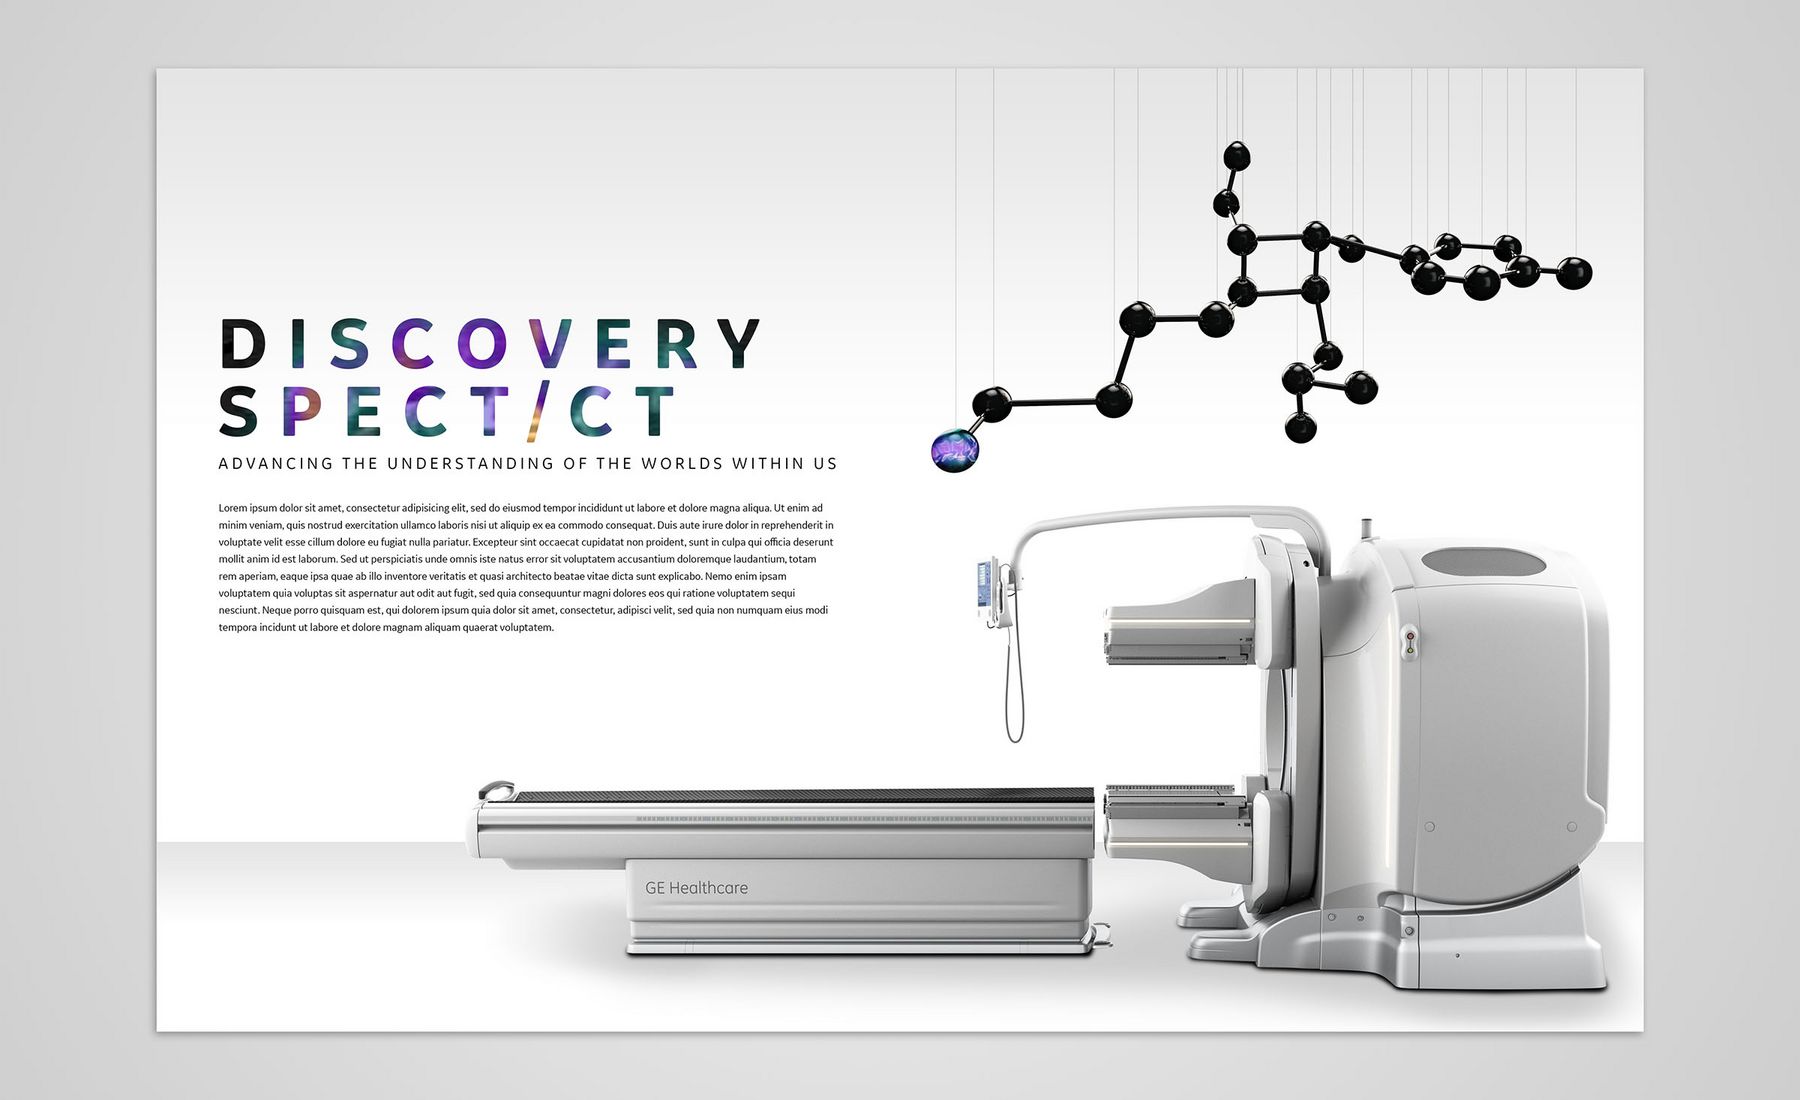 DISCOVERY
SPECT/CT
ADVANCING THE UNDERSTANDING OF THE WORLDS WITHIN US
Lorem ipsum dolor sit amet, consectetur adipisicing elit, sed do eiusmod tempor incididunt ut labore et dolore magna aliqua. Ut enim ad
minim veniam, quis nostrud exercitation ullamco laboris nisi ut aliquip ex ea commodo consequat. Duis aute irure dolor in reprehenderit in
voluptate velit esse cillum dolore eu fugiat nulla pariatur. Excepteur sint occaecat cupidatat non proident, sunt in culpa qui officia deserunt
mollit anim id est laborum. Sed ut perspiciatis unde omnis iste natus error sit voluptatem accusantium doloremque laudantium, totam
rem aperiam, eaque ipsa quae ab illo inventore veritatis et quasi architecto beatae vitae dicta sunt explicabo. Nemo enim ipsam
voluptatem quia voluptas sit aspernatur aut odit aut fugit, sed quia consequuntur magni dolores eos qui ratione voluptatem sequi
nesciunt. Neque porro quisquam est, qui dolorem ipsum quia dolor sit amet, consectetur, adipisci velit, sed quia non numquam eius modi
tempora incidunt ut labore et dolore magnam aliquam quaerat voluptatem.
GE Healthcare